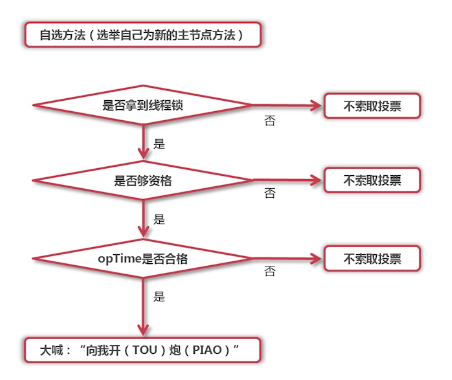 自选方法（选举自己为新的主节点方法）
是否拿到线程锁
不索取投票
否
是
是否够资格
不索取投票
否
是
opTime是否合格
不索取投票
否
是
大喊：“向我开（TOU）炮（PIAO）”